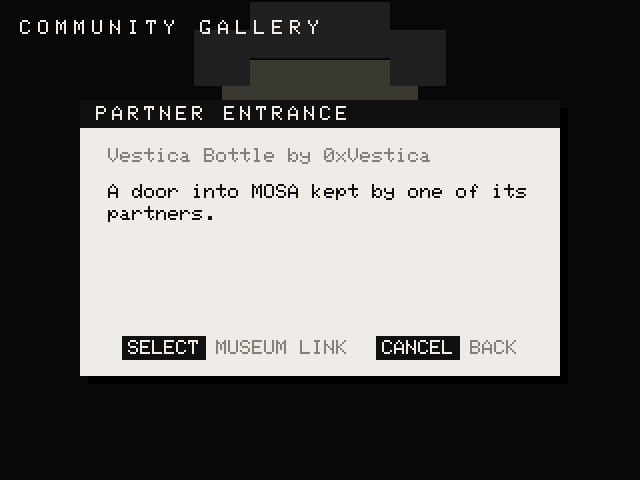 COMMUNITY GALLERY
PARTNER ENTRANCE
Vestica Bottle by 0xVestica
A door into MOSA kept by one of its
partners.
SELECT MUSEUM LINK CANCEL BACK